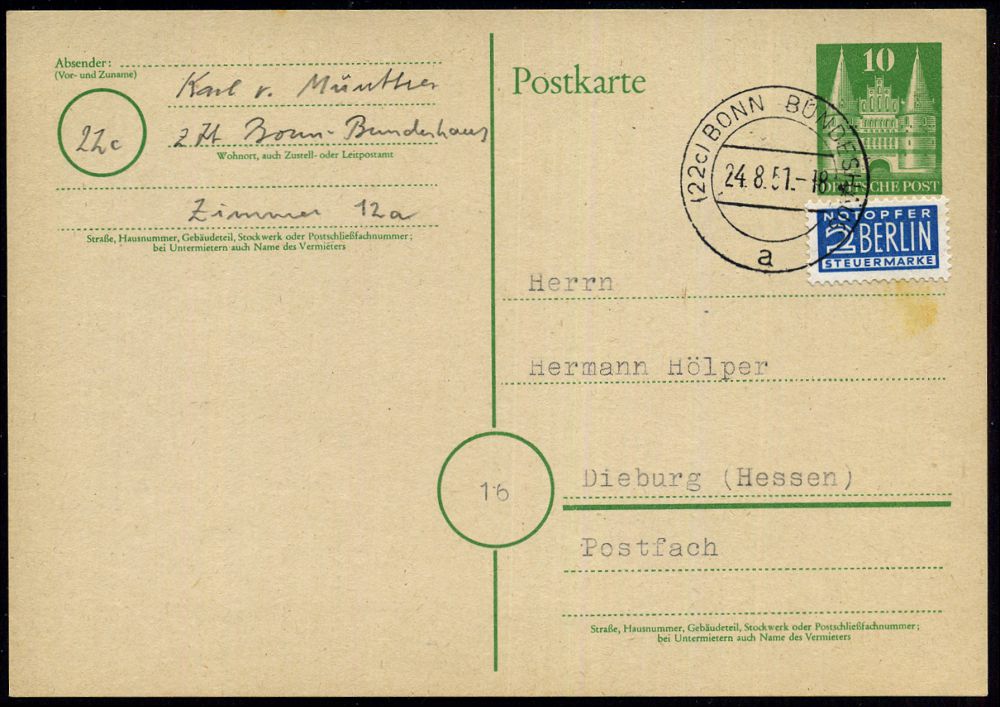 Absender:
(Vor- und Zuname)
Karl v. Münther
22c
z Zt Bonn-Bundeshaus
Wohnort, auch Zustell- oder Leitpostamt
Zimmer 12a
Straße, Hausnummer, Gebäudeteil, Stockwerk oder Postschließfachnummer;
bei Untermietern auch Name des Vermieters
Postkarte
10
DEUTSCHE POST
(22c) BONN BUNDESHAUS
24.8.51.-18
a
NOTOPFER
2 BERLIN
STEUERMARKE
Herrn
Hermann Hölper
16
Dieburg (Hessen)
Postfach
Straße, Hausnummer, Gebäudeteil, Stockwerk oder Postschließfachnummer;
bei Untermietern auch Name des Vermieters